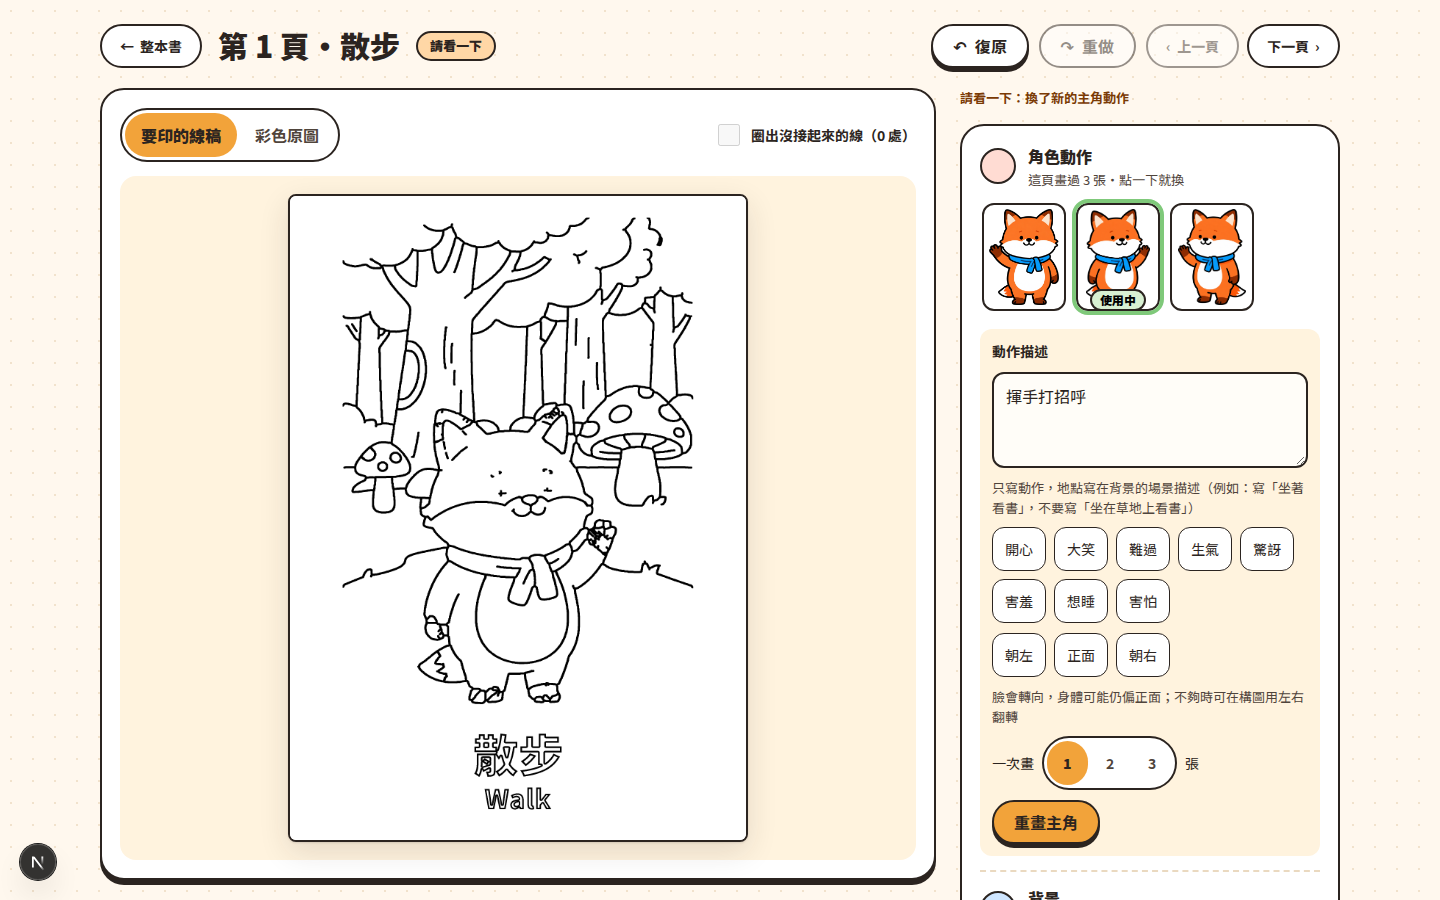 ← 整本書
第 1 頁・散步
請看一下
↶ 復原
↷ 重做
‹ 上一頁
下一頁 ›
請看一下：換了新的主角動作
要印的線稿
彩色原圖
圈出沒接起來的線（0 處）
角色動作
這頁畫過 3 張・點一下就換
使用中
動作描述
揮手打招呼
只寫動作，地點寫在背景的場景描述（例如：寫「坐著
看書」，不要寫「坐在草地上看書」）
開心
大笑
難過
生氣
驚訝
害羞
想睡
害怕
朝左
正面
朝右
臉會轉向，身體可能仍偏正面；不夠時可在構圖用左右
翻轉
一次畫
1
2
3
張
重畫主角
散步
Walk
N
背景